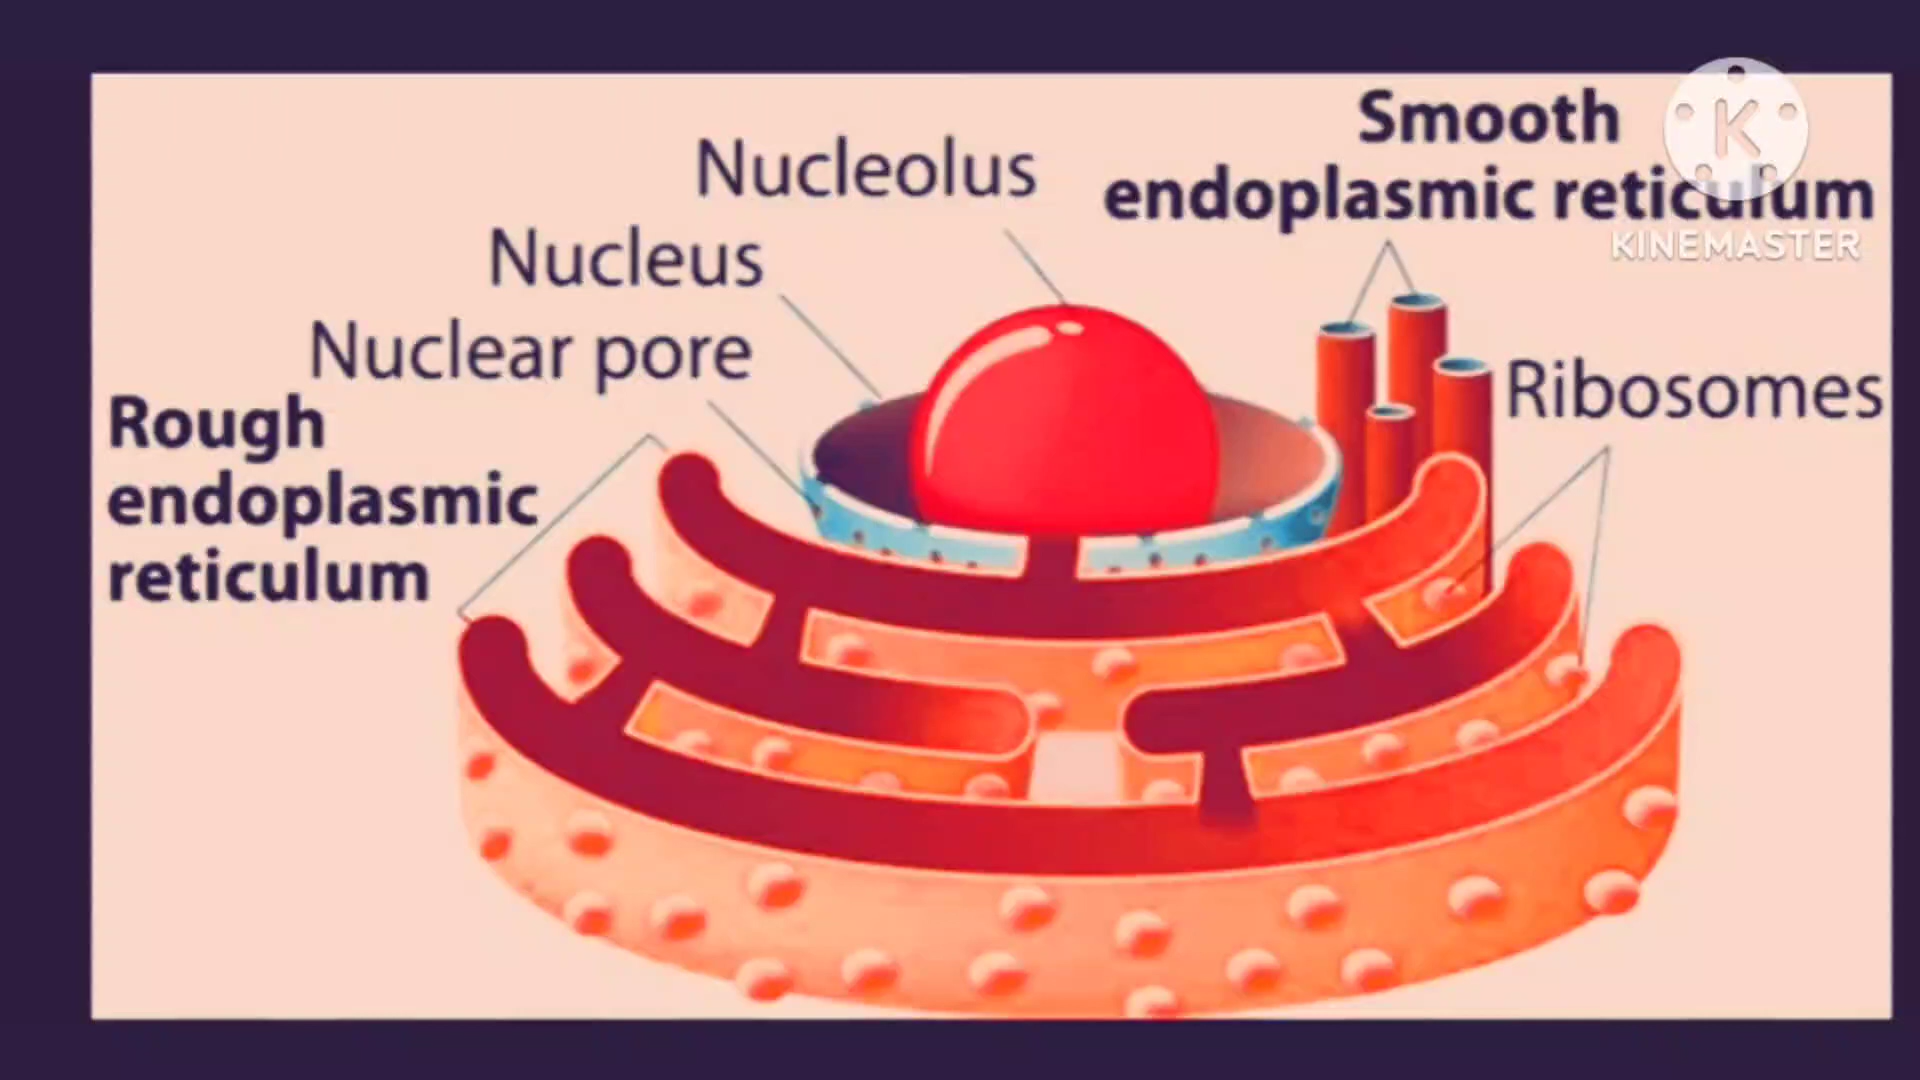 Smooth
endoplasmic reticulum
Nucleolus
Nucleus
Nuclear pore
Rough
endoplasmic
reticulum
Ribosomes
K
KINEMASTER